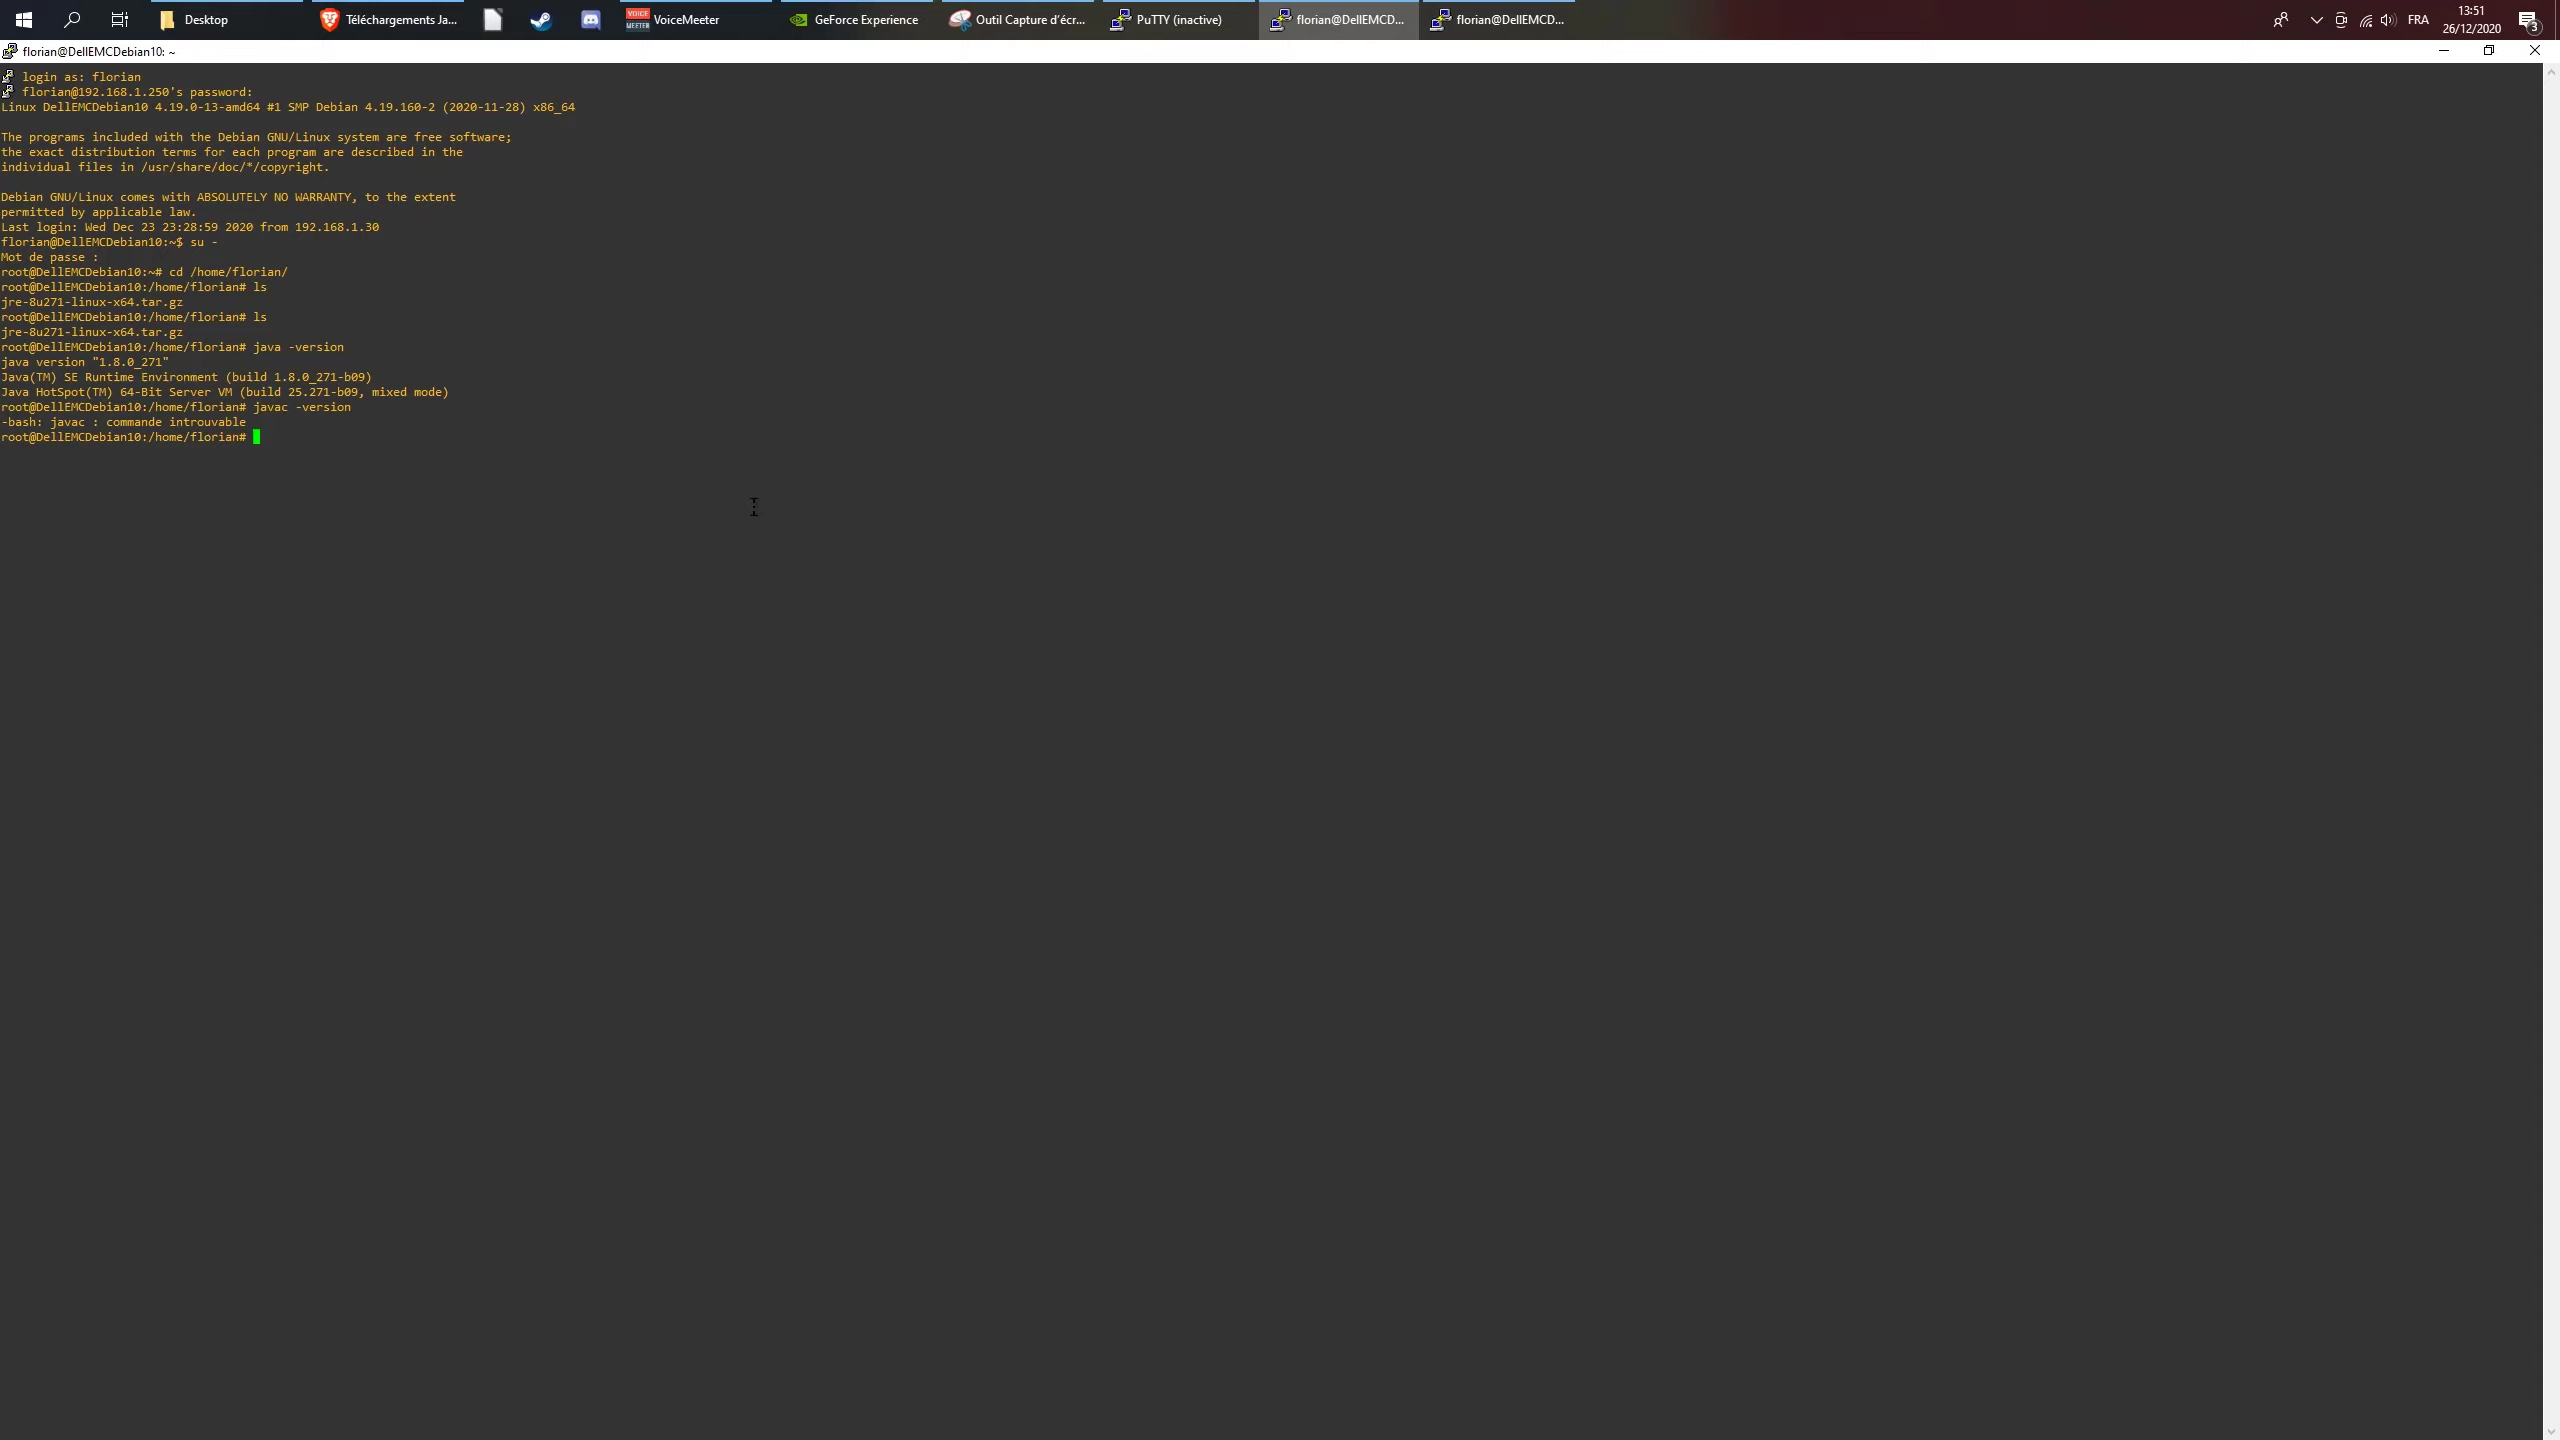 Desktop
Téléchargements Ja...
VOICE MEETER
VoiceMeeter
GeForce Experience
Outil Capture d'écr...
PuTTY (inactive)
florian@DellEMCD...
florian@DellEMCD...
FRA
13:51
26/12/2020
3
florian@DellEMCDebian10: ~
login as: florian
florian@192.168.1.250's password:
Linux DellEMCDebian10 4.19.0-13-amd64 #1 SMP Debian 4.19.160-2 (2020-11-28) x86_64
The programs included with the Debian GNU/Linux system are free software;
the exact distribution terms for each program are described in the
individual files in /usr/share/doc/*/copyright.
Debian GNU/Linux comes with ABSOLUTELY NO WARRANTY, to the extent
permitted by applicable law.
Last login: Wed Dec 23 23:28:59 2020 from 192.168.1.30
florian@DellEMCDebian10:~$ su -
Mot de passe :
root@DellEMCDebian10:~# cd /home/florian/
root@DellEMCDebian10:/home/florian# ls
jre-8u271-linux-x64.tar.gz
root@DellEMCDebian10:/home/florian# ls
jre-8u271-linux-x64.tar.gz
root@DellEMCDebian10:/home/florian# java -version
java version "1.8.0_271"
Java(TM) SE Runtime Environment (build 1.8.0_271-b09)
Java HotSpot(TM) 64-Bit Server VM (build 25.271-b09, mixed mode)
root@DellEMCDebian10:/home/florian# javac -version
-bash: javac : commande introuvable
root@DellEMCDebian10:/home/florian#